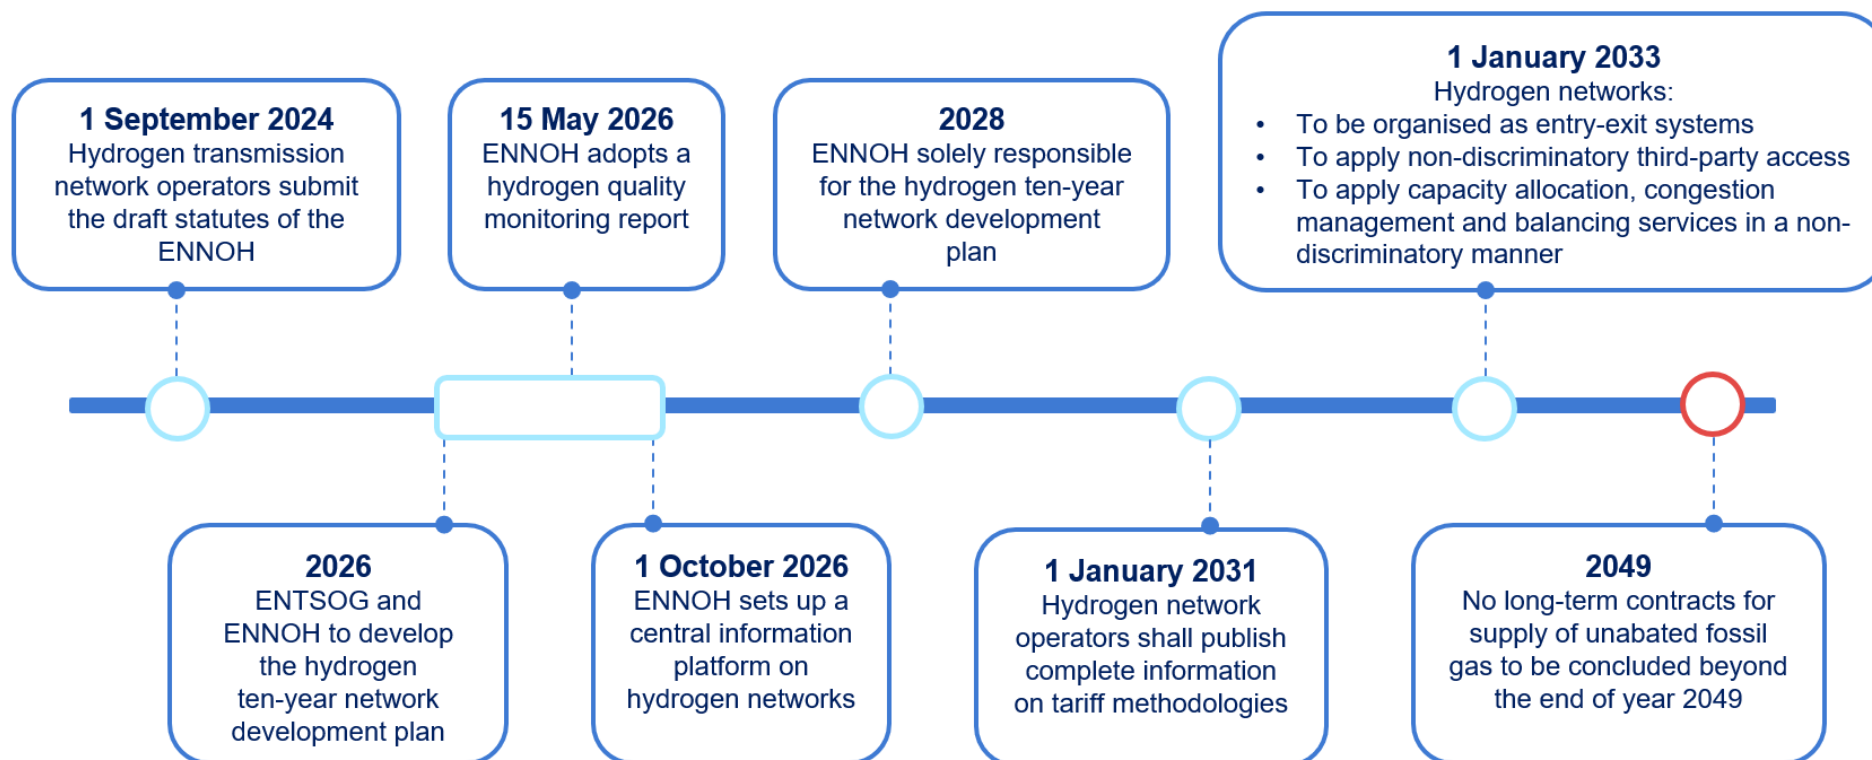 1 September 2024
Hydrogen transmission
network operators submit
the draft statutes of the
ENNOH
15 May 2026
ENNOH adopts a
hydrogen quality
monitoring report
2028
ENNOH solely responsible
for the hydrogen ten-year
network development
plan
1 January 2033
Hydrogen networks:
• To be organised as entry-exit systems
• To apply non-discriminatory third-party access
• To apply capacity allocation, congestion
management and balancing services in a non-
discriminatory manner
2026
ENTSOG and
ENNOH to develop
the hydrogen
ten-year network
development plan
1 October 2026
ENNOH sets up a
central information
platform on
hydrogen networks
1 January 2031
Hydrogen network
operators shall publish
complete information
on tariff methodologies
2049
No long-term contracts for
supply of unabated fossil
gas to be concluded beyond
the end of year 2049